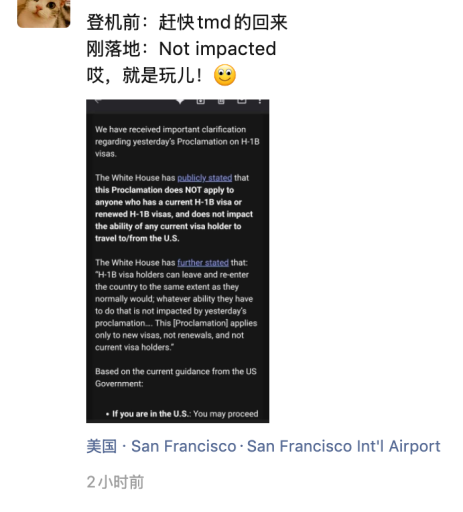 登机前：赶快tmd的回来
刚落地：Not impacted
哎，就是玩儿！
We have received important clarification
regarding yesterday's Proclamation on H-1B
visas.
The White House has publicly stated that
this Proclamation does NOT apply to
anyone who has a current H-1B visa or
renewed H-1B visas, and does not impact
the ability of any current visa holder to
travel to/from the U.S.
The White House has further stated that:
"H-1B visa holders can leave and re-enter
the country to the same extent as they
normally would; whatever ability they have
to do that is not impacted by yesterday's
proclamation.... This [Proclamation] applies
only to new visas, not renewals, and not
current visa holders."
Based on the current guidance from the US
Government:
• If you are in the U.S.: You may proceed
美国 · San Francisco · San Francisco Int'l Airport
2小时前